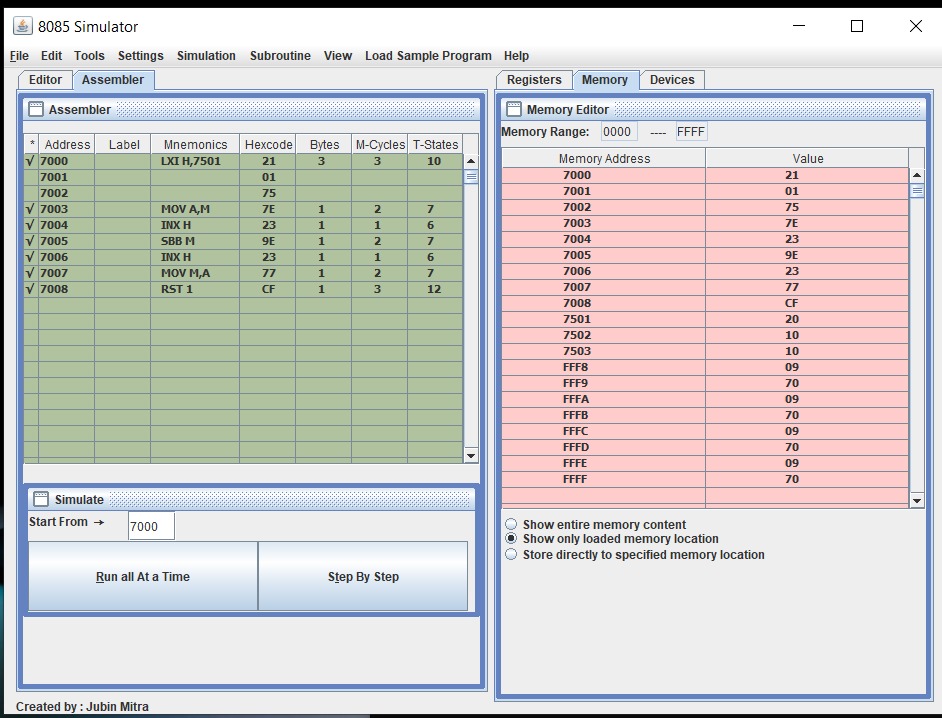 8085 Simulator
File Edit Tools Settings Simulation Subroutine View Load Sample Program Help
Editor Assembler
Assembler
* Address Label Mnemonics Hexcode Bytes M-Cycles T-States
√ 7000 LXI H,7501 21 3 3 10
7001 01
7002 75
√ 7003 MOV A,M 7E 1 2 7
√ 7004 INX H 23 1 1 6
√ 7005 SBB M 9E 1 2 7
√ 7006 INX H 23 1 1 6
√ 7007 MOV M,A 77 1 2 7
√ 7008 RST 1 CF 1 3 12
Simulate
Start From → 7000
Run all At a Time Step By Step
Created by : Jubin Mitra
Registers Memory Devices
Memory Editor
Memory Range: 0000 ---- FFFF
Memory Address Value
7000 21
7001 01
7002 75
7003 7E
7004 23
7005 9E
7006 23
7007 77
7008 CF
7501 20
7502 10
7503 10
FFF8 09
FFF9 70
FFFA 09
FFFB 70
FFFC 09
FFFD 70
FFFE 09
FFFF 70
Show entire memory content
Show only loaded memory location
Store directly to specified memory location